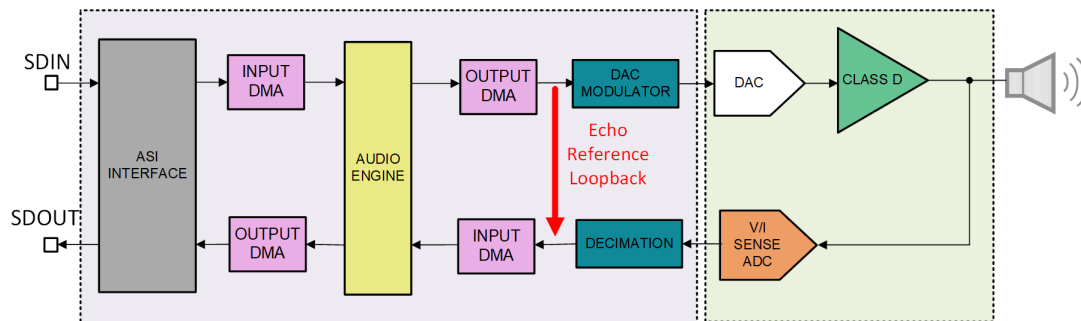 SDIN
ASI
INTERFACE
INPUT
DMA
AUDIO
ENGINE
OUTPUT
DMA
DAC
MODULATOR
DAC
CLASS D
Echo
Reference
Loopback
SDOUT
OUTPUT
DMA
INPUT
DMA
DECIMATION
V/I
SENSE
ADC